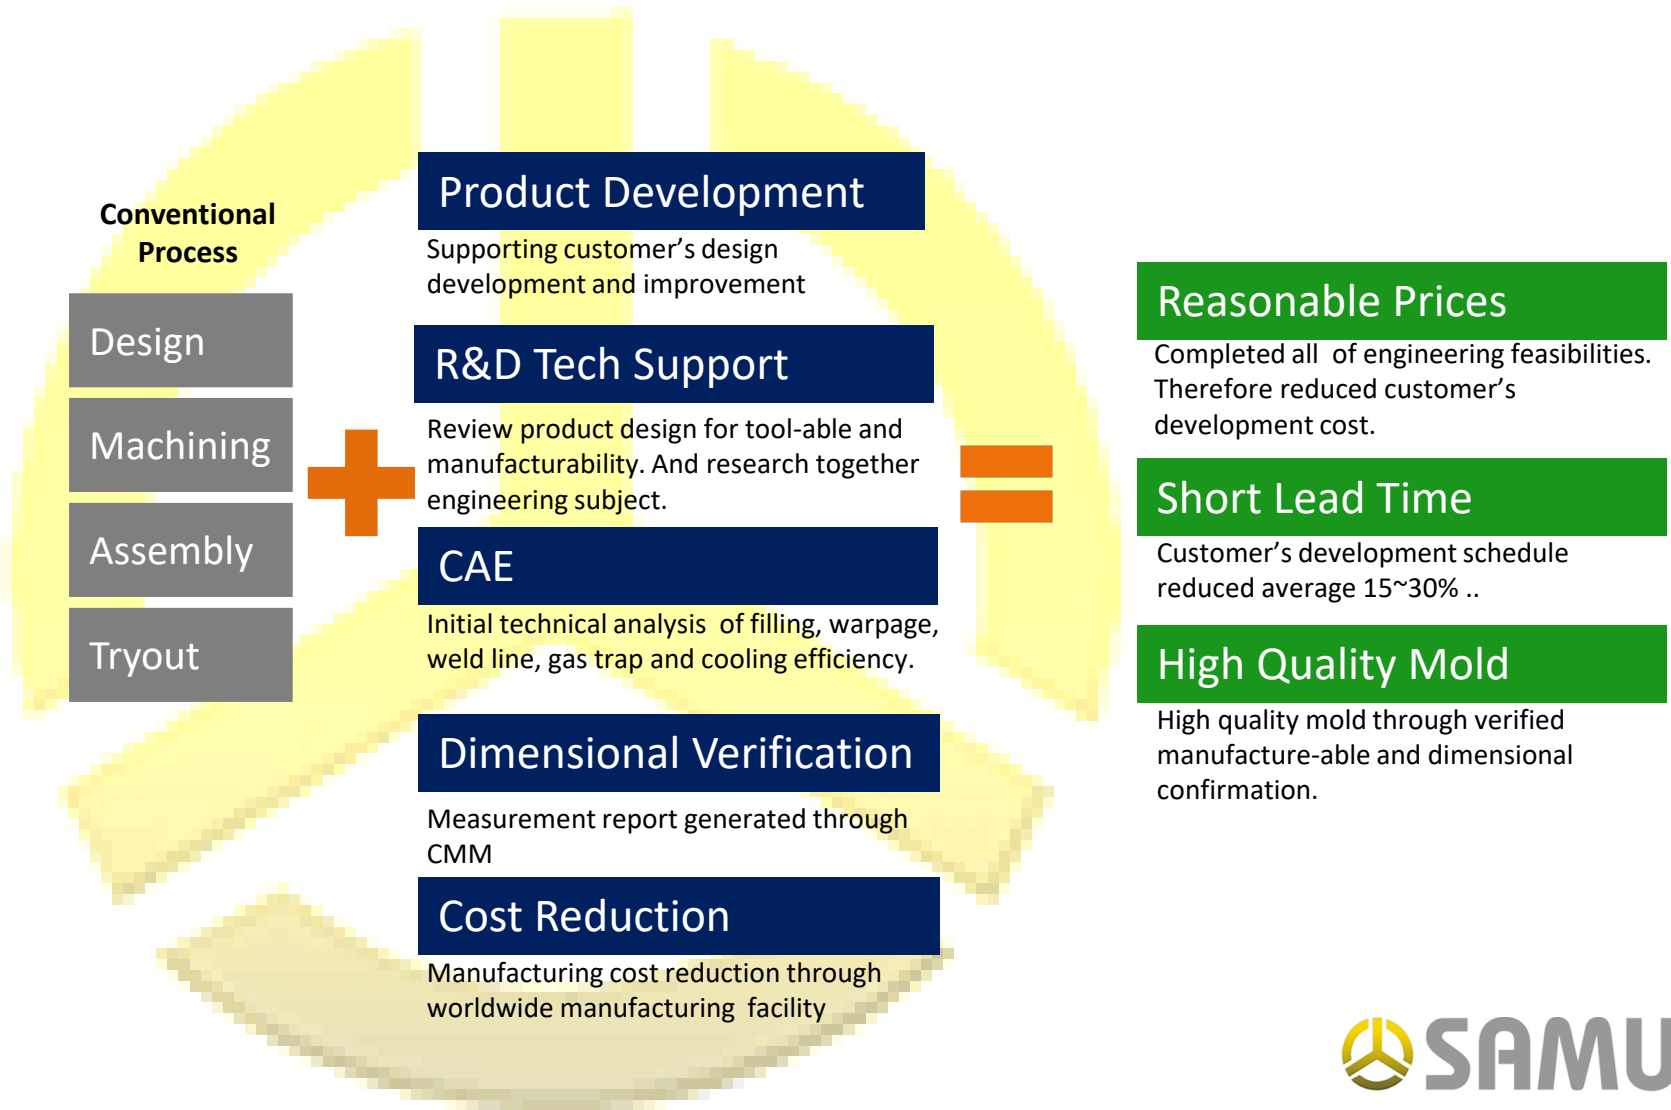 Conventional
Process
Design
Machining
Assembly
Tryout
Product Development
Supporting customer's design
development and improvement
R&D Tech Support
Review product design for tool-able and
manufacturability. And research together
engineering subject.
CAE
Initial technical analysis  of filling, warpage,
weld line, gas trap and cooling efficiency.
Dimensional Verification
Measurement report generated through
CMM
Cost Reduction
Manufacturing cost reduction through
worldwide manufacturing  facility
Reasonable Prices
Completed all  of engineering feasibilities.
Therefore reduced customer's
development cost.
Short Lead Time
Customer's development schedule
reduced average 15~30% ..
High Quality Mold
High quality mold through verified
manufacture-able and dimensional
confirmation.
SAMU